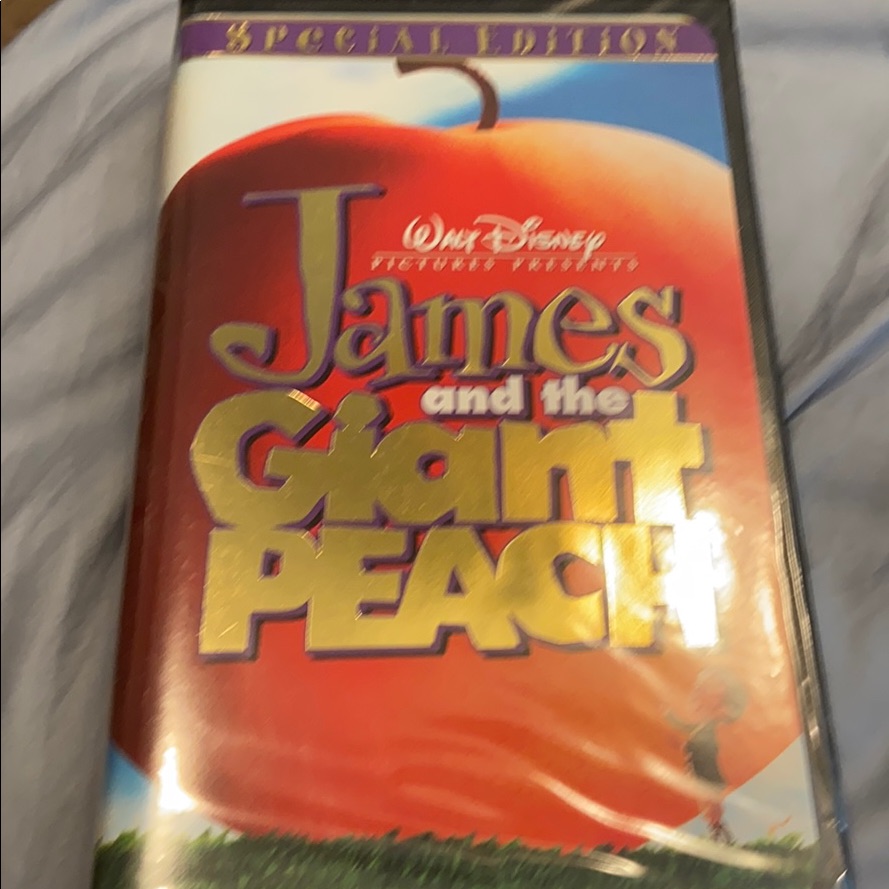 SPECIAL EDITION
WALT DISNEY
PICTURES PRESENTS
James
and the
Giant
PEACH